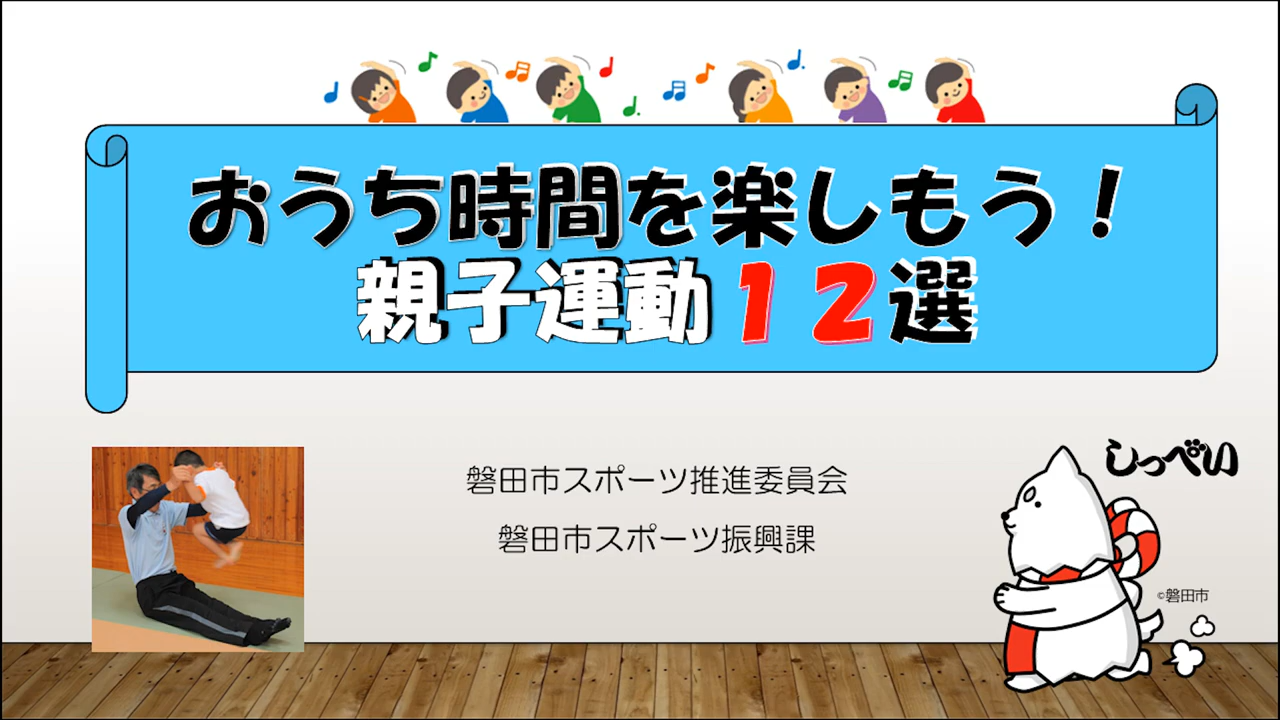 おうち時間を楽しもう！
親子運動１２選
磐田市スポーツ推進委員会
磐田市スポーツ振興課
しっぺい
©磐田市